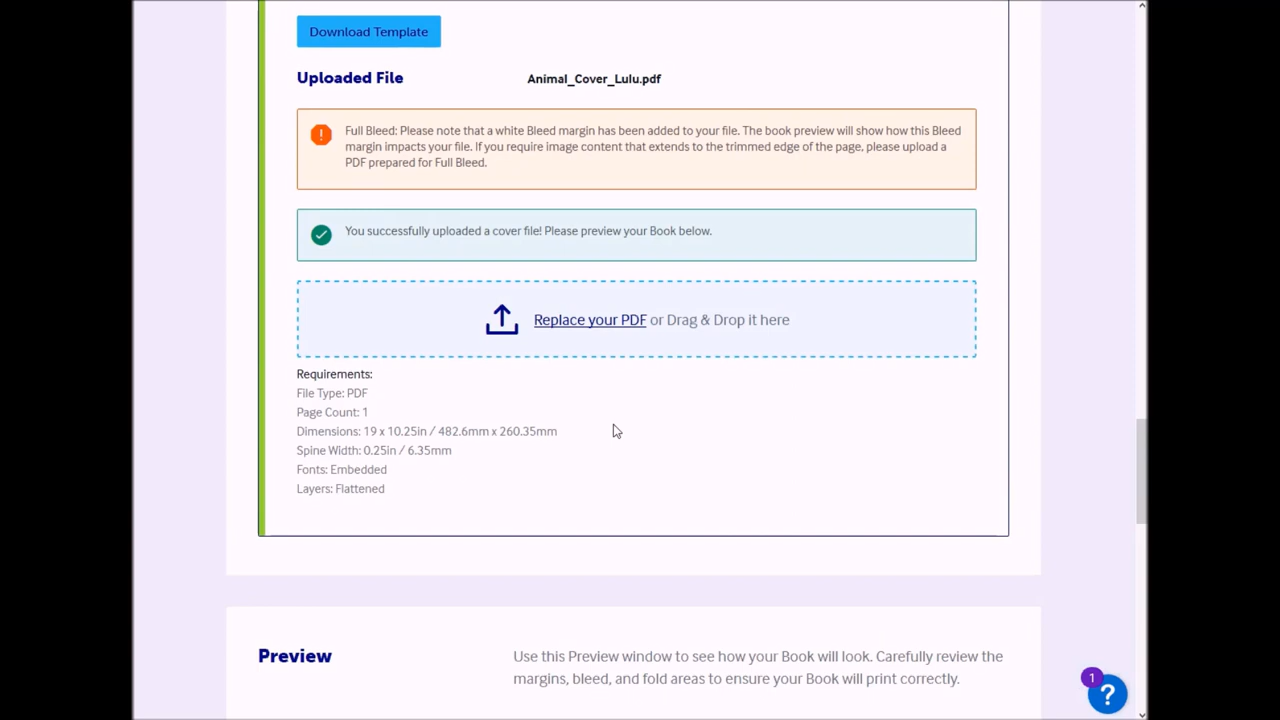 Download Template
Uploaded File
Animal_Cover_Lulu.pdf
Full Bleed: Please note that a white Bleed margin has been added to your file. The book preview will show how this Bleed
margin impacts your file. If you require image content that extends to the trimmed edge of the page, please upload a
PDF prepared for Full Bleed.
You successfully uploaded a cover file! Please preview your Book below.
Replace your PDF or Drag & Drop it here
Requirements:
File Type: PDF
Page Count: 1
Dimensions: 19 x 10.25in / 482.6mm x 260.35mm
Spine Width: 0.25in / 6.35mm
Fonts: Embedded
Layers: Flattened
Preview
Use this Preview window to see how your Book will look. Carefully review the
margins, bleed, and fold areas to ensure your Book will print correctly.
1
?